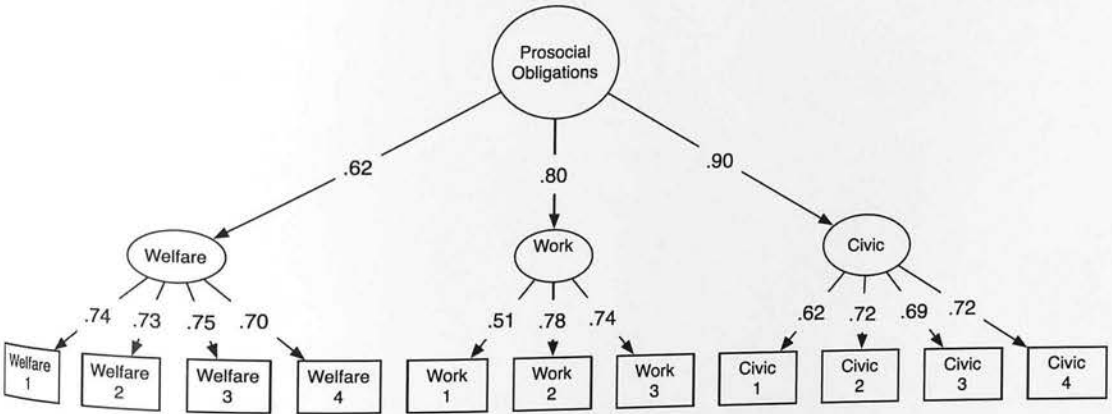 Prosocial
Obligations
.62
.80
.90
Welfare
Work
Civic
.74 .73 .75 .70
.51 .78 .74
.62 .72 .69 .72
Welfare
1
Welfare
2
Welfare
3
Welfare
4
Work
1
Work
2
Work
3
Civic
1
Civic
2
Civic
3
Civic
4